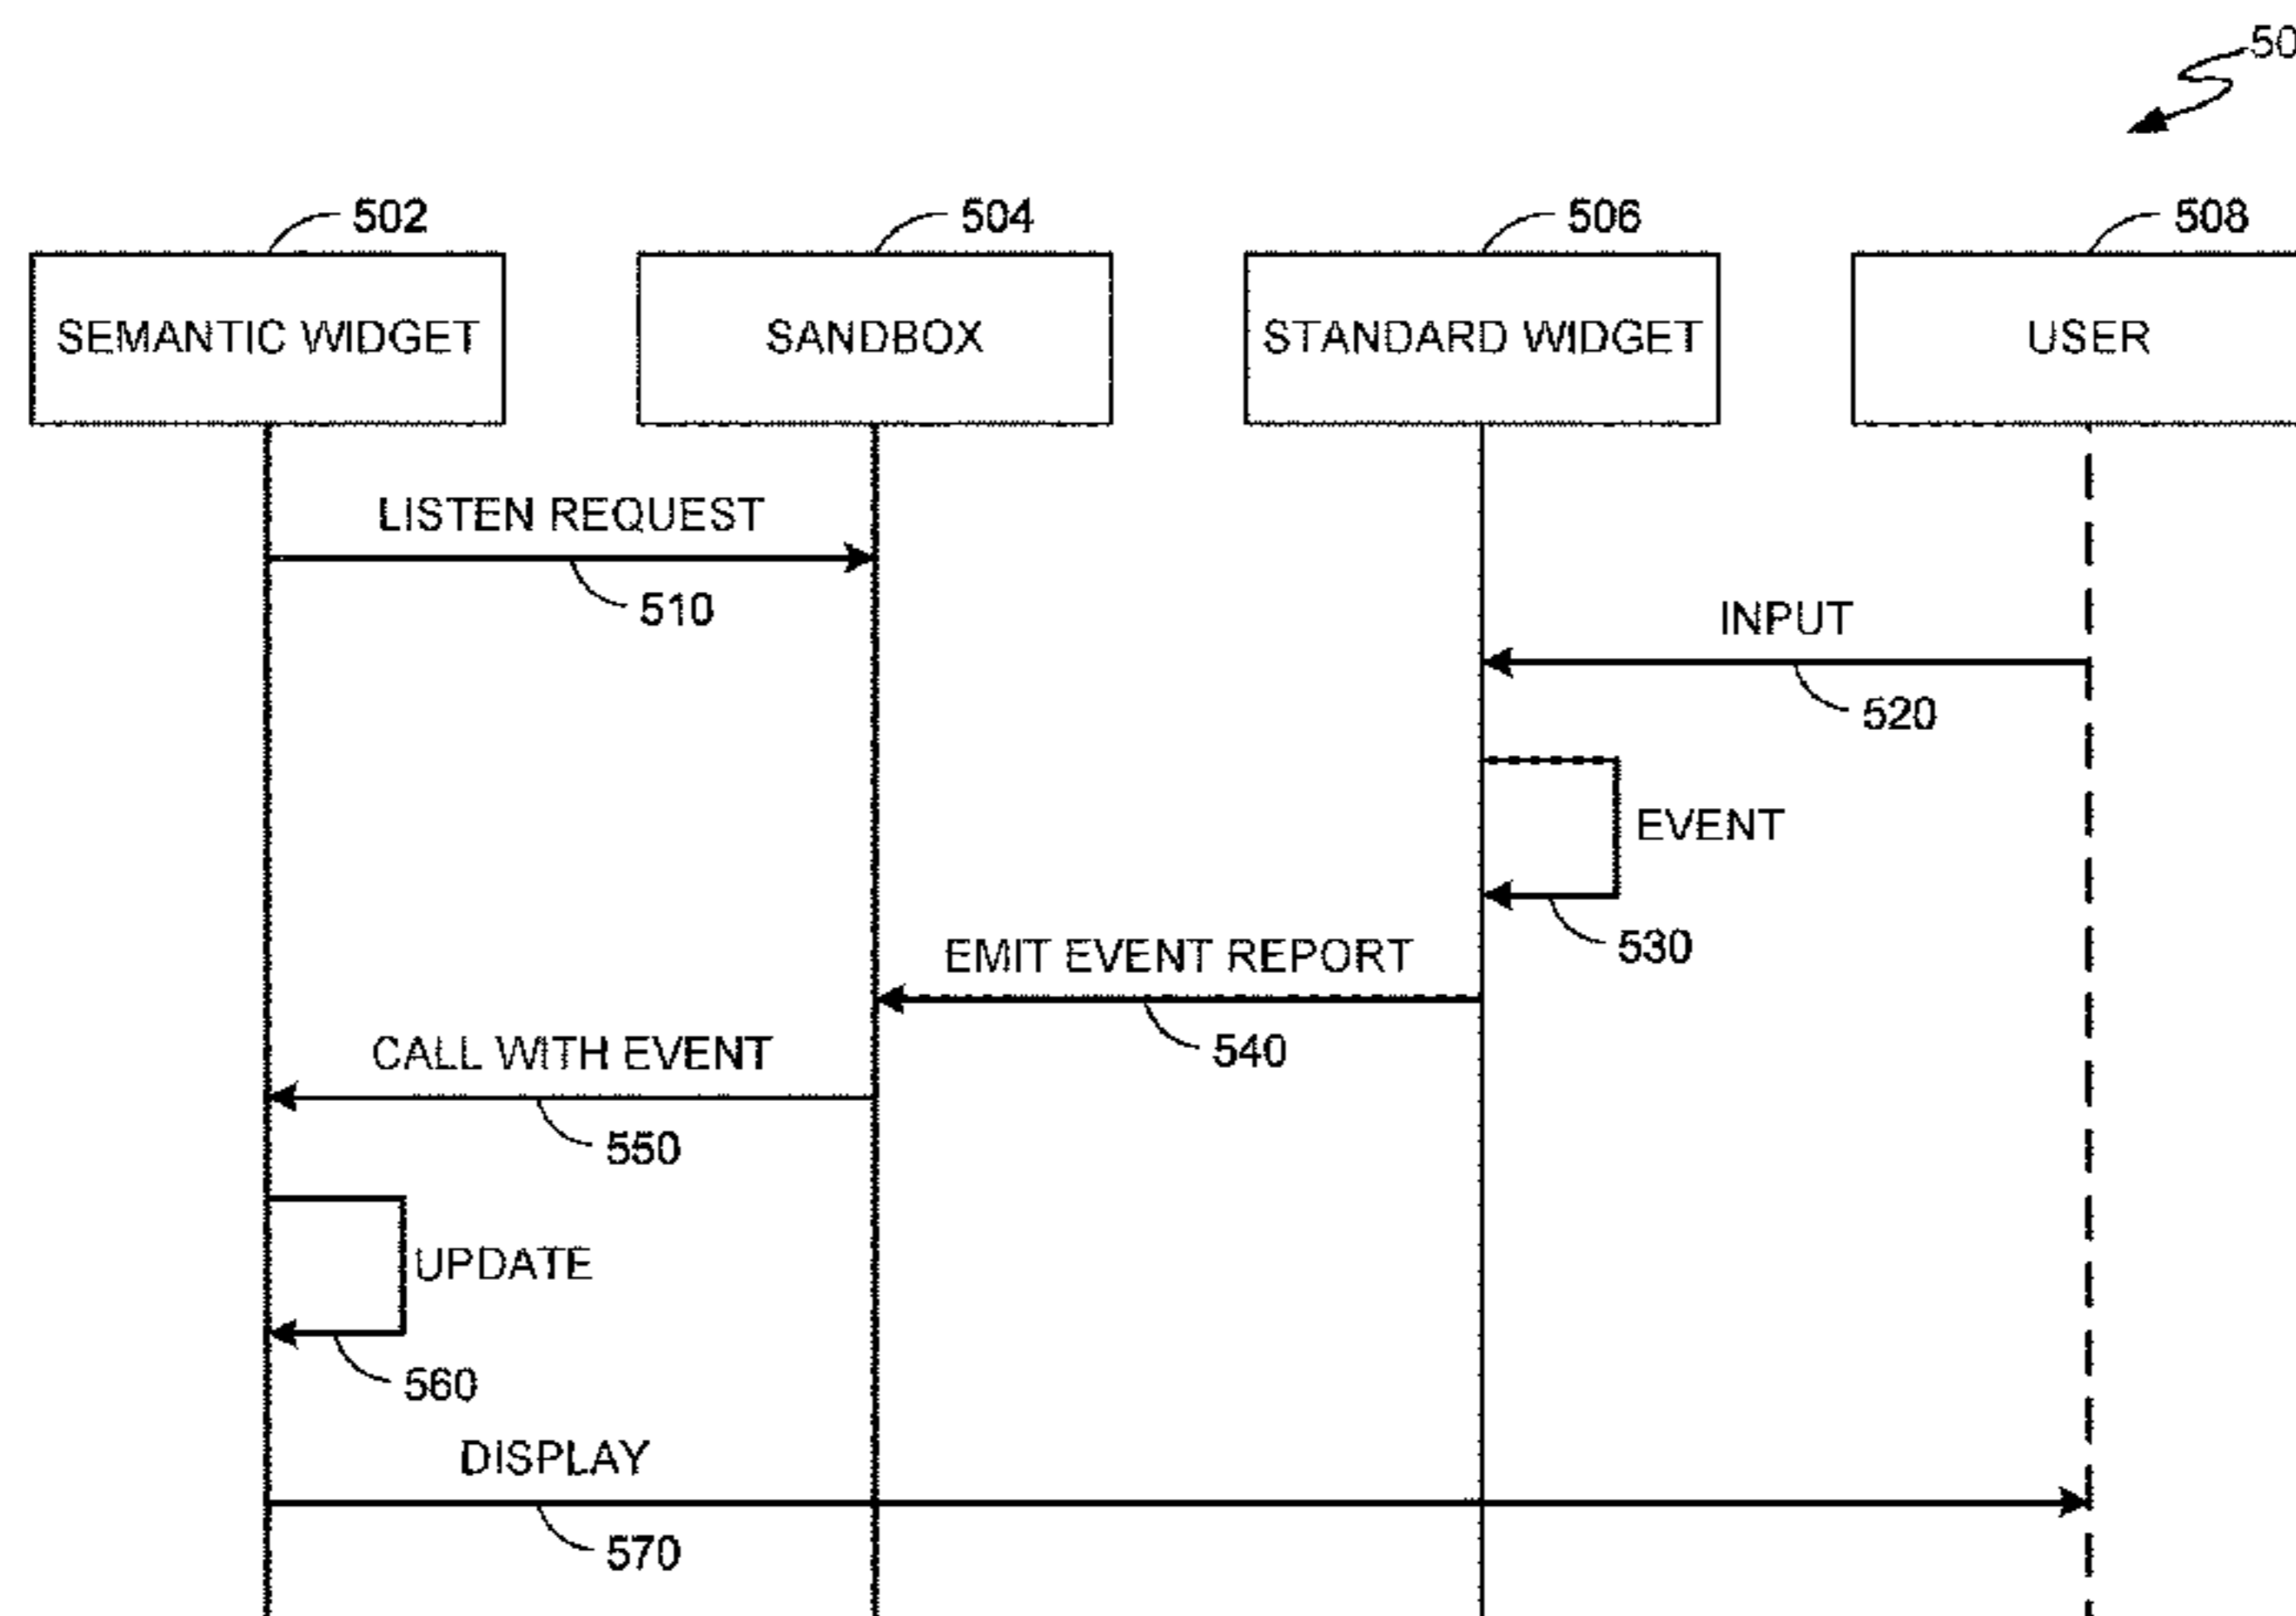 50
502
504
506
508
SEMANTIC WIDGET
SANDBOX
STANDARD WIDGET
USER
LISTEN REQUEST
510
INPUT
520
EVENT
530
EMIT EVENT REPORT
540
CALL WITH EVENT
550
UPDATE
560
DISPLAY
570